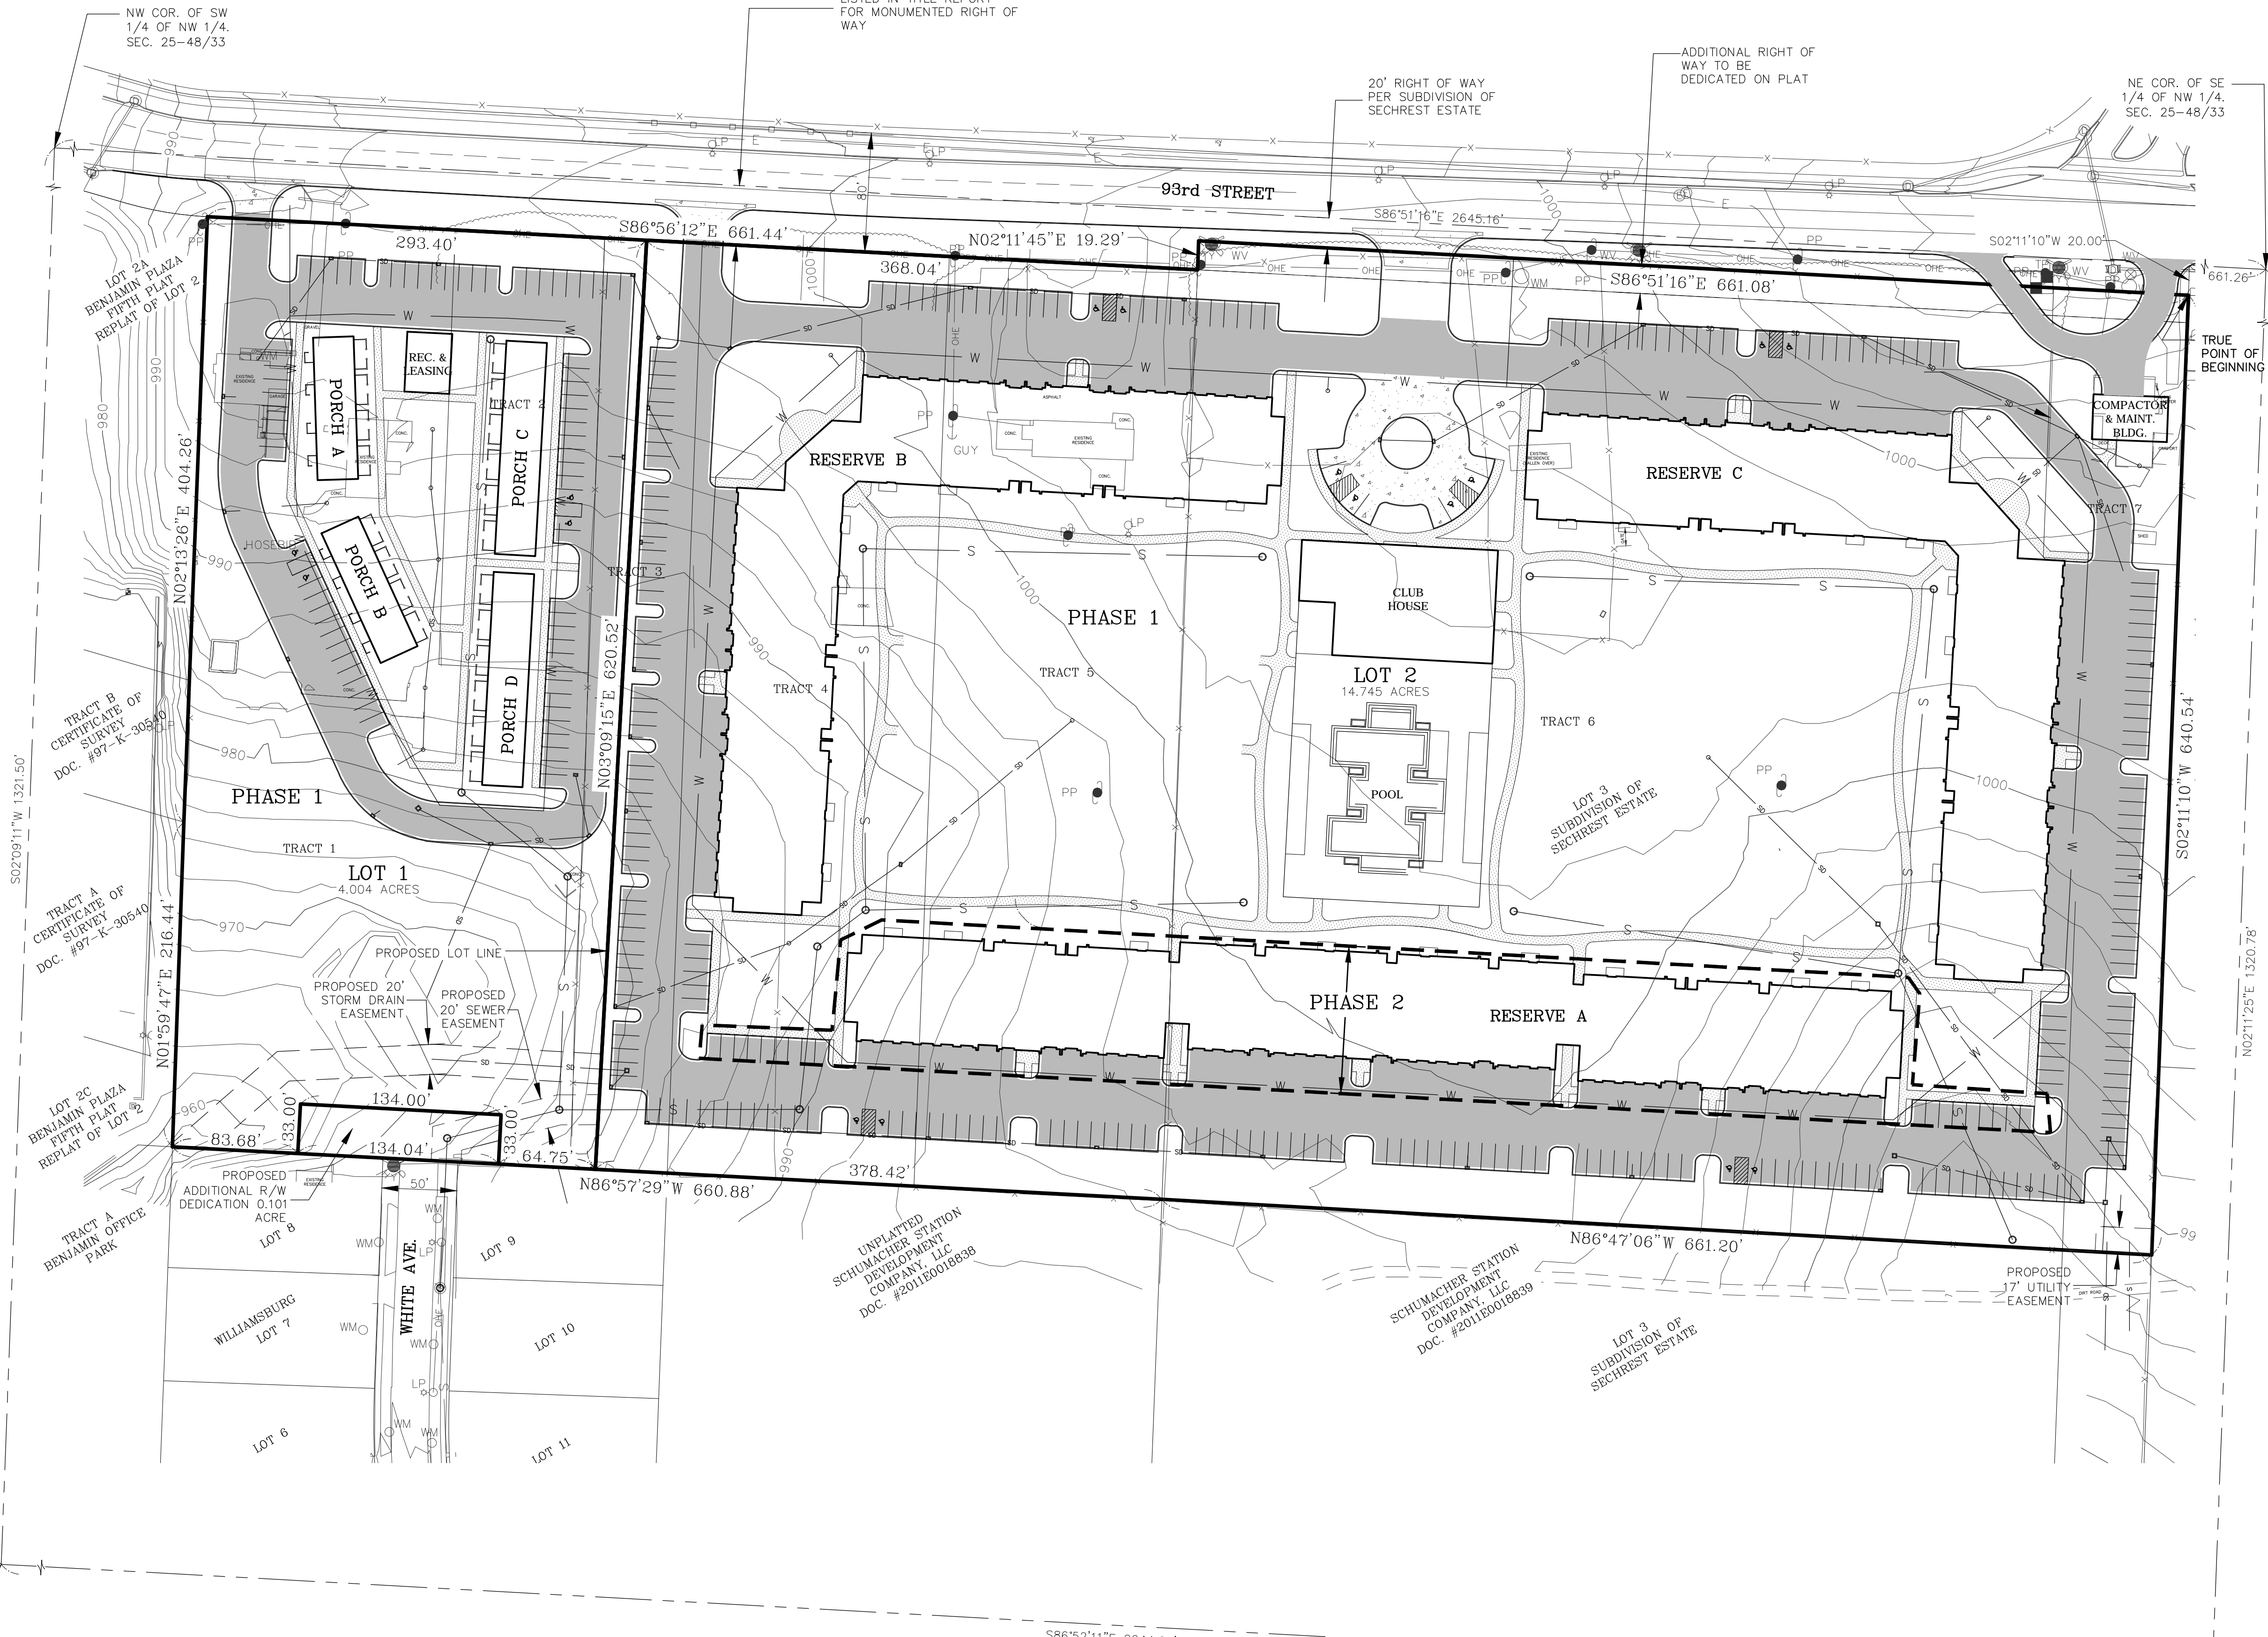 NW COR. OF SW
1/4 OF NW 1/4.
SEC. 25-48/33
FOR MONUMENTED RIGHT OF
WAY
20' RIGHT OF WAY
PER SUBDIVISION OF
SECHREST ESTATE
ADDITIONAL RIGHT OF
WAY TO BE
DEDICATED ON PLAT
NE COR. OF SE
1/4 OF NW 1/4.
SEC. 25-48/33
93rd STREET
S86°51'16"E 2645.16'
S86°56'12"E 661.44'
293.40'
N02°11'45"E 19.29'
368.04'
S86°51'16"E 661.08'
S02°11'10"W 20.00'
661.26'
TRUE
POINT OF
BEGINNING
LOT 2A
BENJAMIN PLAZA
FIFTH PLAT
REPLAT OF LOT 2
PORCH A
REC. &
LEASING
PORCH C
TRACT 2
PORCH B
PORCH D
TRACT 3
RESERVE B
GUY
EXISTING
RESIDENCE
RESERVE C
COMPACTOR
& MAINT.
BLDG.
TRACT 7
N02°13'26"E 404.26'
N03°09'15"E 620.52'
PHASE 1
CLUB
HOUSE
LOT 2
14.745 ACRES
TRACT 4
TRACT 5
TRACT 6
POOL
LOT 3
SUBDIVISION OF
SECHREST ESTATE
S02°11'10"W 640.54'
TRACT B
CERTIFICATE OF
SURVEY
DOC. #97-K-30540
PHASE 1
TRACT 1
LOT 1
4.004 ACRES
S02°09'11"W 1321.50'
TRACT A
CERTIFICATE OF
SURVEY
DOC. #97-K-30540
N01°59'47"E 216.44'
PROPOSED LOT LINE
PROPOSED 20'
STORM DRAIN
EASEMENT
PROPOSED
20' SEWER
EASEMENT
PHASE 2
RESERVE A
N02°11'25"E 1320.78'
LOT 2C
BENJAMIN PLAZA
FIFTH PLAT
REPLAT OF LOT 2
134.00'
33.00'
33.00'
83.68'
134.04'
64.75'
378.42'
N86°57'29"W 660.88'
N86°47'06"W 661.20'
PROPOSED
ADDITIONAL R/W
DEDICATION 0.101
ACRE
50'
TRACT A
BENJAMIN OFFICE
PARK
LOT 8
LOT 9
WHITE AVE.
WILLIAMSBURG
LOT 7
LOT 10
LOT 6
LOT 11
UNPLATTED
SCHUMACHER STATION
DEVELOPMENT
COMPANY, LLC
DOC. #2011E0018838
SCHUMACHER STATION
DEVELOPMENT
COMPANY, LLC
DOC. #2011E0018839
LOT 3
SUBDIVISION OF
SECHREST ESTATE
PROPOSED
17' UTILITY
EASEMENT
DIRT ROAD